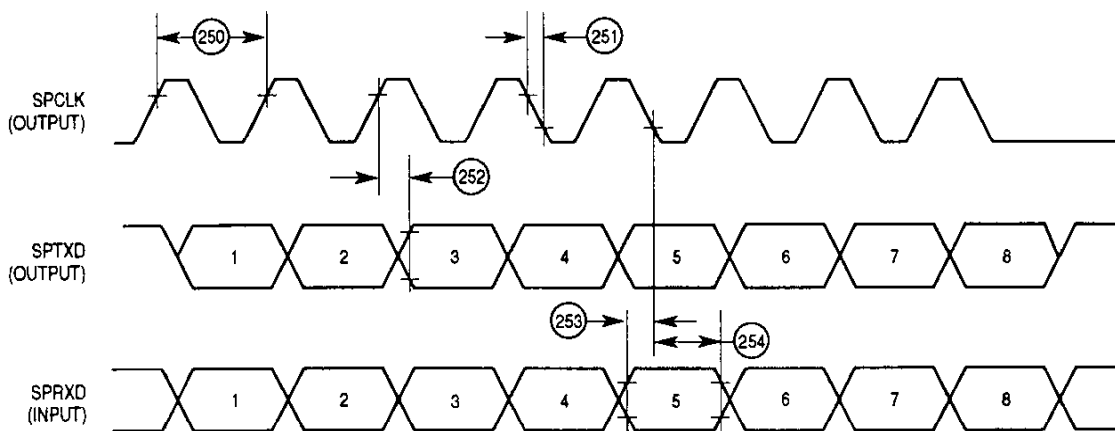 250
251
SPCLK
(OUTPUT)
252
SPTXD
(OUTPUT)
1 2 3 4 5 6 7 8
253
254
SPRXD
(INPUT)
1 2 3 4 5 6 7 8